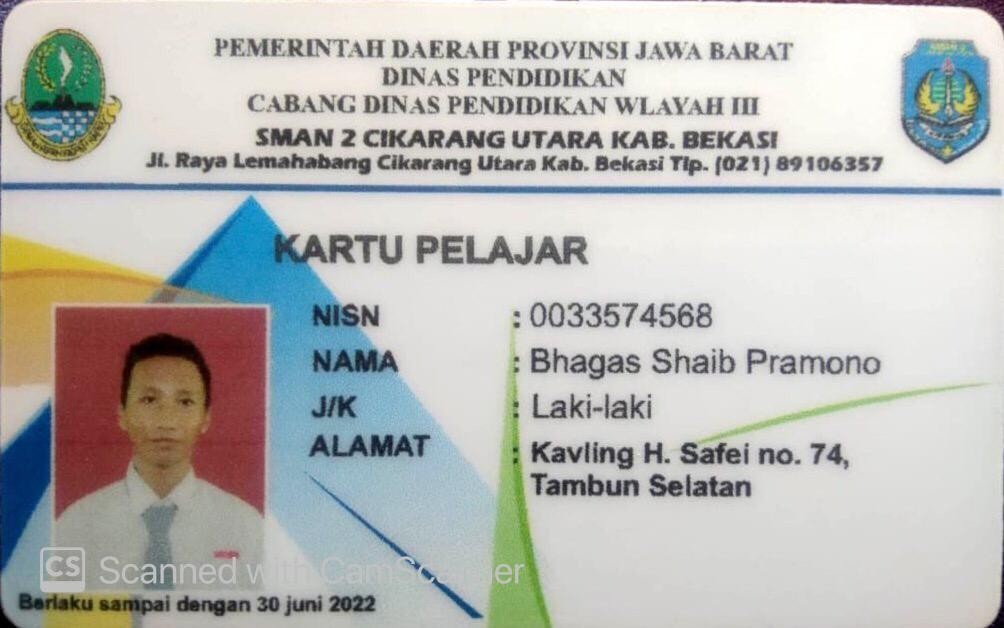 PEMERINTAH DAERAH PROVINSI JAWA BARAT
DINAS PENDIDIKAN
CABANG DINAS PENDIDIKAN WLAYAH III
SMAN 2 CIKARANG UTARA KAB. BEKASI
Jl. Raya Lemahabang Cikarang Utara Kab. Bekasi Tlp. (021) 89106357
KARTU PELAJAR
NISN : 0033574568
NAMA : Bhagas Shaib Pramono
J/K : Laki-laki
ALAMAT : Kavling H. Safei no. 74,
Tambun Selatan
CS Scanned with CamScanner
Berlaku sampai dengan 30 juni 2022